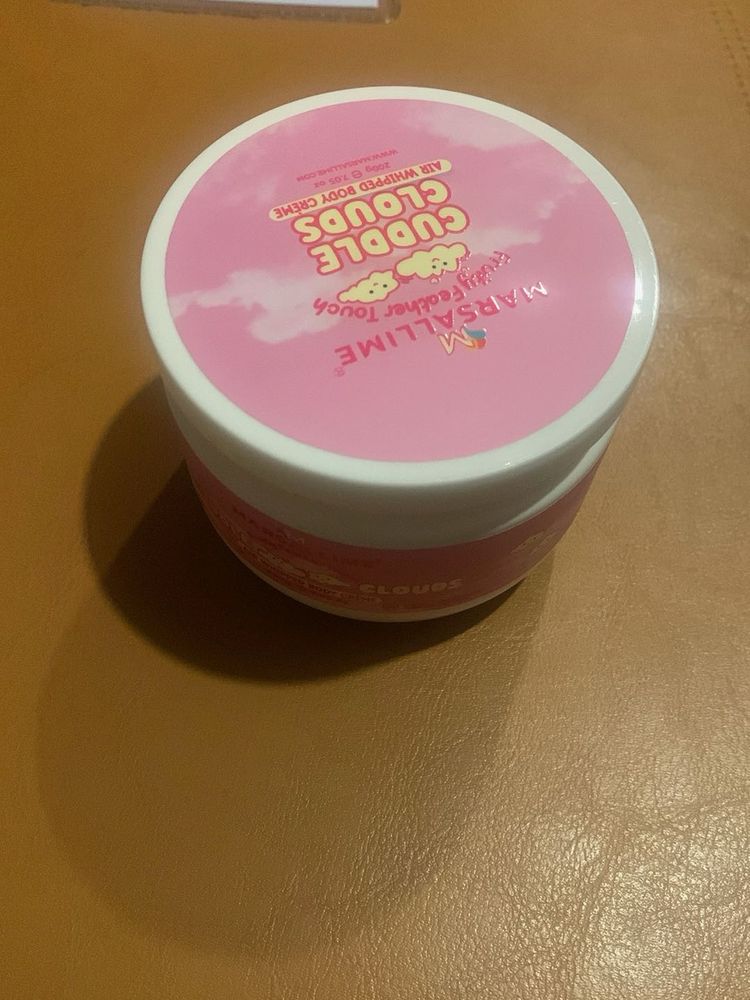 M
MARSALLIME®
Fruity Feather Touch
CUDDLE
CLOUDS
AIR WHIPPED BODY CRÈME
200g ℮ 7.05 oz
WWW.MARSALLIME.COM
CLOUDS